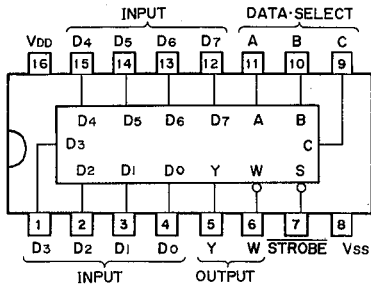 INPUT DATA·SELECT
VDD D4 D5 D6 D7 A B C
16 15 14 13 12 11 10 9
D4 D5 D6 D7 A B
D3 C
D2 D1 D0 Y W S
1 2 3 4 5 6 7 8
D3 D2 D1 D0 Y W STROBE VSS
INPUT OUTPUT